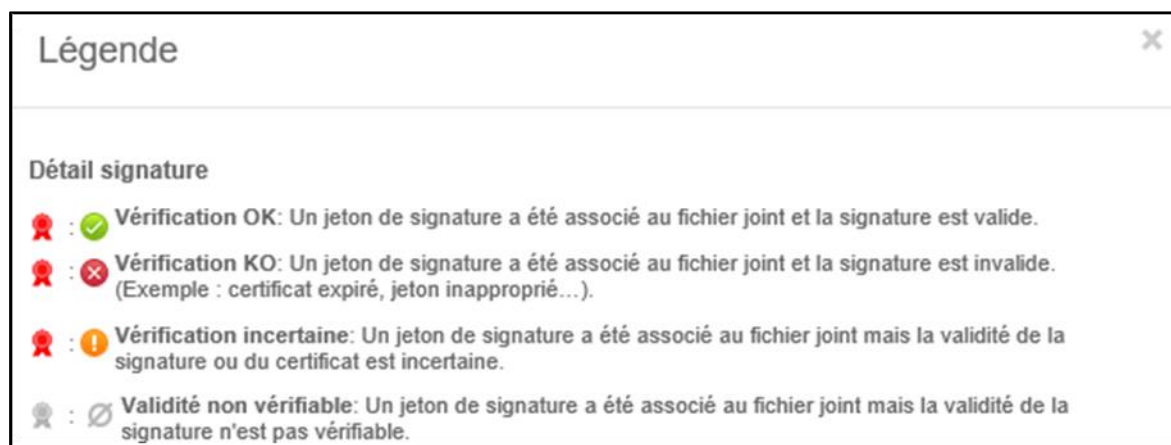 Légende
Détail signature
: Vérification OK: Un jeton de signature a été associé au fichier joint et la signature est valide.
: Vérification KO: Un jeton de signature a été associé au fichier joint et la signature est invalide.
(Exemple : certificat expiré, jeton inapproprié…).
: Vérification incertaine: Un jeton de signature a été associé au fichier joint mais la validité de la
signature ou du certificat est incertaine.
: Validité non vérifiable: Un jeton de signature a été associé au fichier joint mais la validité de la
signature n'est pas vérifiable.